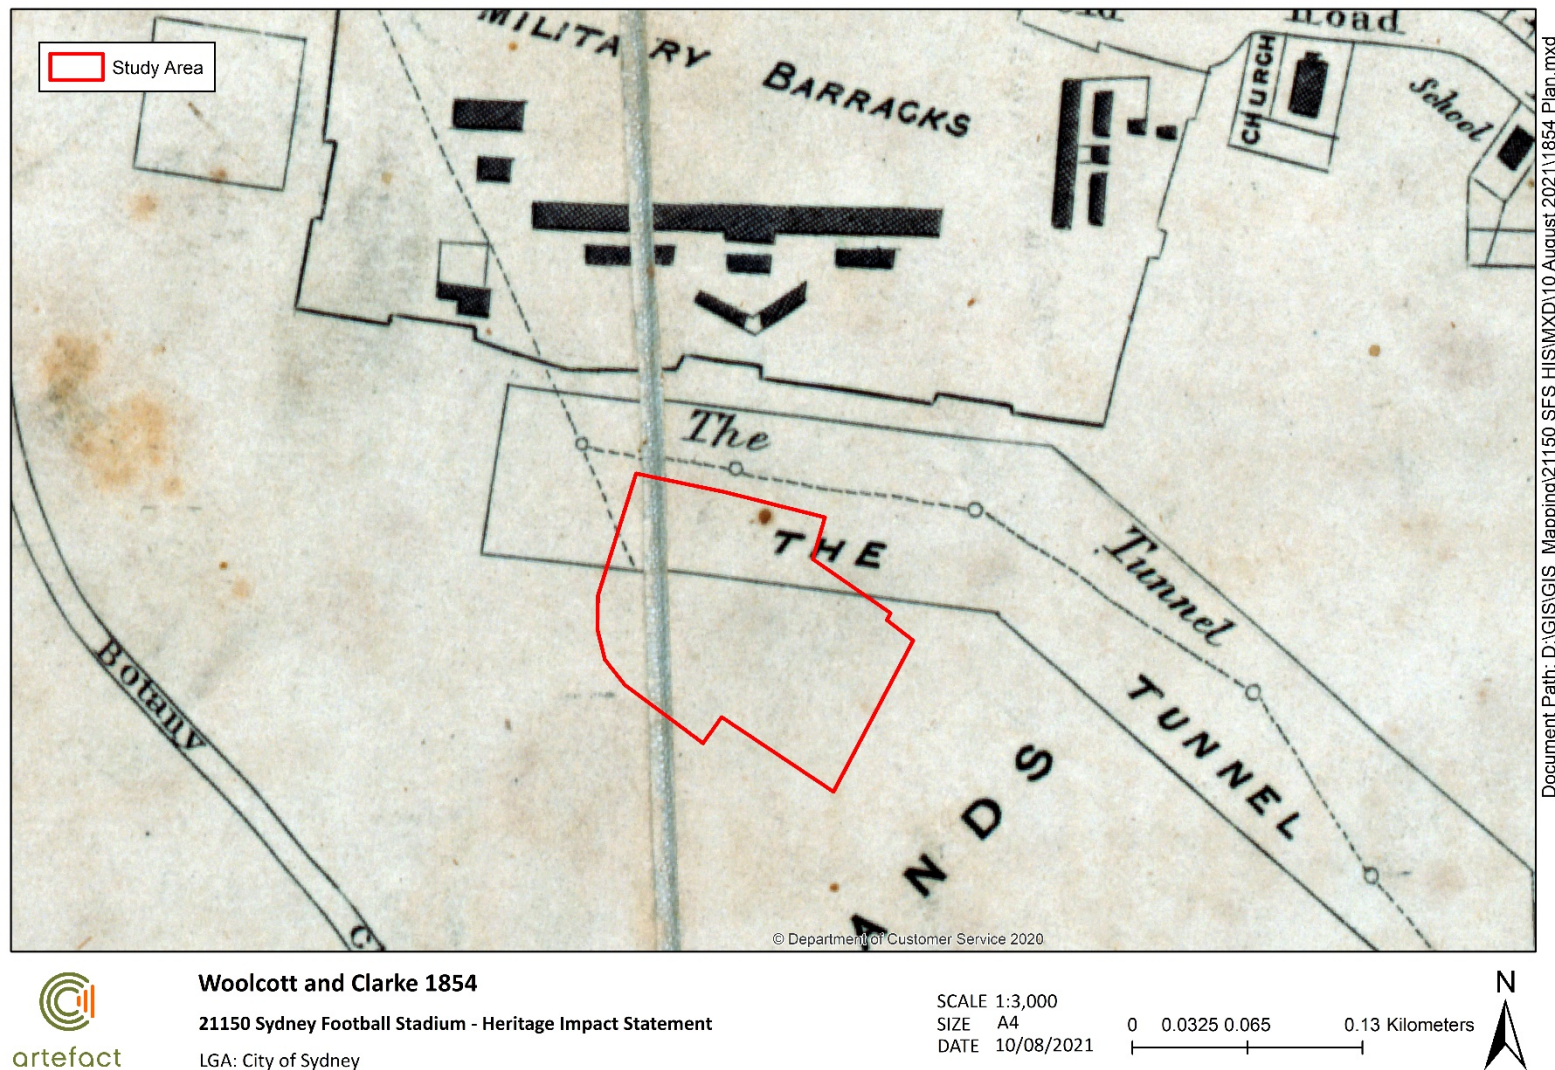 Study Area
MILITARY BARRACKS
Road
CHURCH
School
The
Tunnel
THE
TUNNEL
Botany
C
ANDS
© Department of Customer Service 2020
Document Path: D:\GIS\GIS_Mapping\21150 SFS HIS\MXD\10 August 2021\1854 Plan.mxd
artefact
Woolcott and Clarke 1854
21150 Sydney Football Stadium - Heritage Impact Statement
LGA: City of Sydney
SCALE 1:3,000
SIZE A4
DATE 10/08/2021
0 0.0325 0.065 0.13 Kilometers
N